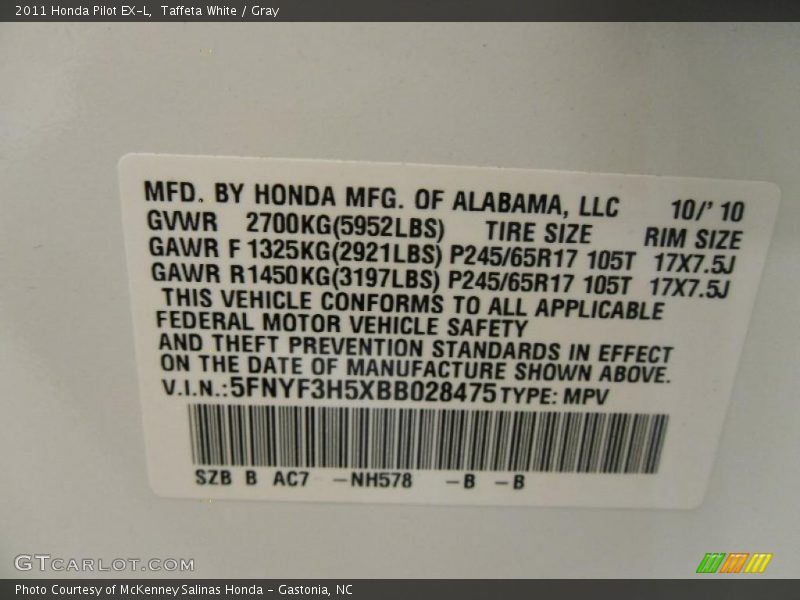 2011 Honda Pilot EX-L, Taffeta White / Gray
MFD. BY HONDA MFG. OF ALABAMA, LLC 10/' 10
GVWR 2700KG(5952LBS) TIRE SIZE RIM SIZE
GAWR F 1325KG(2921LBS) P245/65R17 105T 17X7.5J
GAWR R1450KG(3197LBS) P245/65R17 105T 17X7.5J
THIS VEHICLE CONFORMS TO ALL APPLICABLE
FEDERAL MOTOR VEHICLE SAFETY
AND THEFT PREVENTION STANDARDS IN EFFECT
ON THE DATE OF MANUFACTURE SHOWN ABOVE.
V.I.N.:5FNYF3H5XBB028475 TYPE: MPV
SZB B AC7 -NH578 -B -B
GTCARLOT.COM
Photo Courtesy of McKenney Salinas Honda - Gastonia, NC